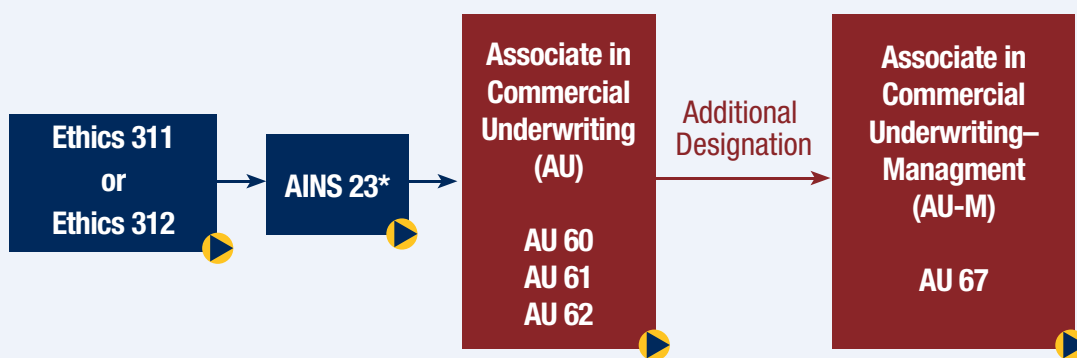 Ethics 311
or
Ethics 312
AINS 23*
Associate in
Commercial
Underwriting
(AU)
AU 60
AU 61
AU 62
Additional
Designation
Associate in
Commercial
Underwriting–
Managment
(AU-M)
AU 67